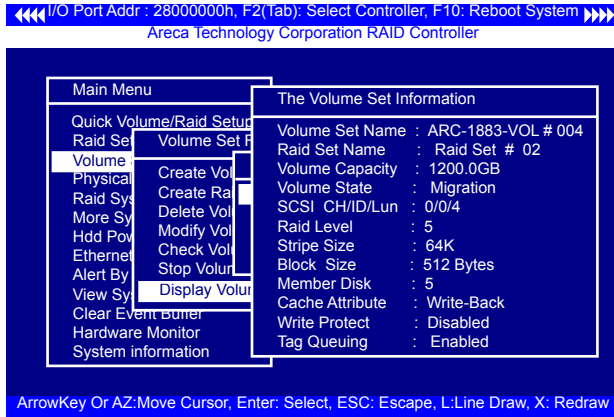 I/O Port Addr : 28000000h, F2(Tab): Select Controller, F10: Reboot System
Areca Technology Corporation RAID Controller
Main Menu
Quick Volume/Raid Setup
Raid Set
Volume
Physical
Raid Sys
More Sy
Hdd Pow
Ethernet
Alert By
View Sy
Clear Event Buffer
Hardware Monitor
System information
Volume Set F
Create Vol
Create Rai
Delete Vol
Modify Vol
Check Volu
Stop Volum
Display Volum
The Volume Set Information
Volume Set Name : ARC-1883-VOL # 004
Raid Set Name : Raid Set # 02
Volume Capacity : 1200.0GB
Volume State : Migration
SCSI CH/ID/Lun : 0/0/4
Raid Level : 5
Stripe Size : 64K
Block Size : 512 Bytes
Member Disk : 5
Cache Attribute : Write-Back
Write Protect : Disabled
Tag Queuing : Enabled
ArrowKey Or AZ:Move Cursor, Enter: Select, ESC: Escape, L:Line Draw, X: Redraw